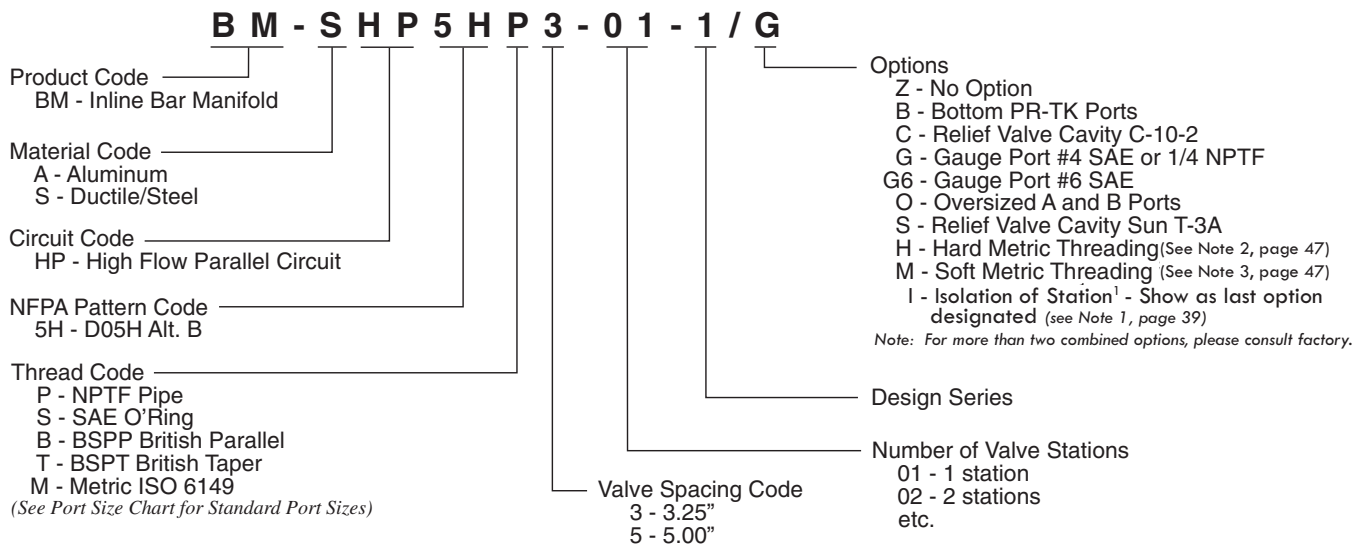 BM-SHP5HP3-01-1/G
Product Code
BM - Inline Bar Manifold
Material Code
A - Aluminum
S - Ductile/Steel
Circuit Code
HP - High Flow Parallel Circuit
NFPA Pattern Code
5H - D05H Alt. B
Thread Code
P - NPTF Pipe
S - SAE O'Ring
B - BSPP British Parallel
T - BSPT British Taper
M - Metric ISO 6149
(See Port Size Chart for Standard Port Sizes)
Valve Spacing Code
3 - 3.25”
5 - 5.00”
Options
Z - No Option
B - Bottom PR-TK Ports
C - Relief Valve Cavity C-10-2
G - Gauge Port #4 SAE or 1/4 NPTF
G6 - Gauge Port #6 SAE
O - Oversized A and B Ports
S - Relief Valve Cavity Sun T-3A
H - Hard Metric Threading(See Note 2, page 47)
M - Soft Metric Threading (See Note 3, page 47)
I - Isolation of Station¹ - Show as last option
designated (see Note 1, page 39)
Note: For more than two combined options, please consult factory.
Design Series
Number of Valve Stations
01 - 1 station
02 - 2 stations
etc.